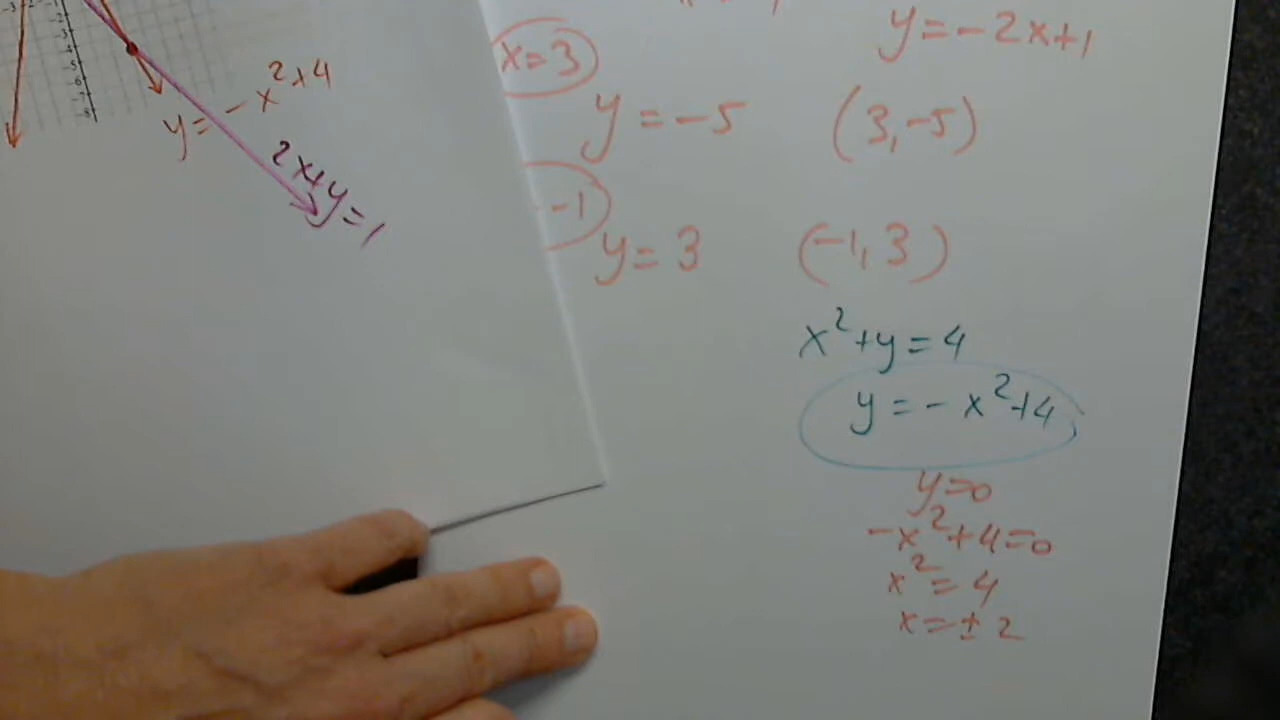 y = -x²+4
2x+y=1
y=-2x+1
x=3
y=-5 (3,-5)
-1
y=3 (-1,3)
x²+y=4
y=-x²+4
y=0
-x²+4=0
x²=4
x=±2